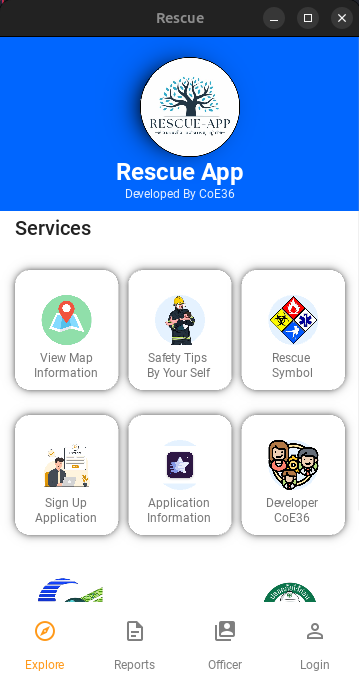 Rescue
RESCUE-APP
Rescue App
Developed By CoE36
Services
View Map
Information
Safety Tips
By Your Self
Rescue
Symbol
Sign Up
Application
Application
Information
Developer
CoE36
Explore
Reports
Officer
Login